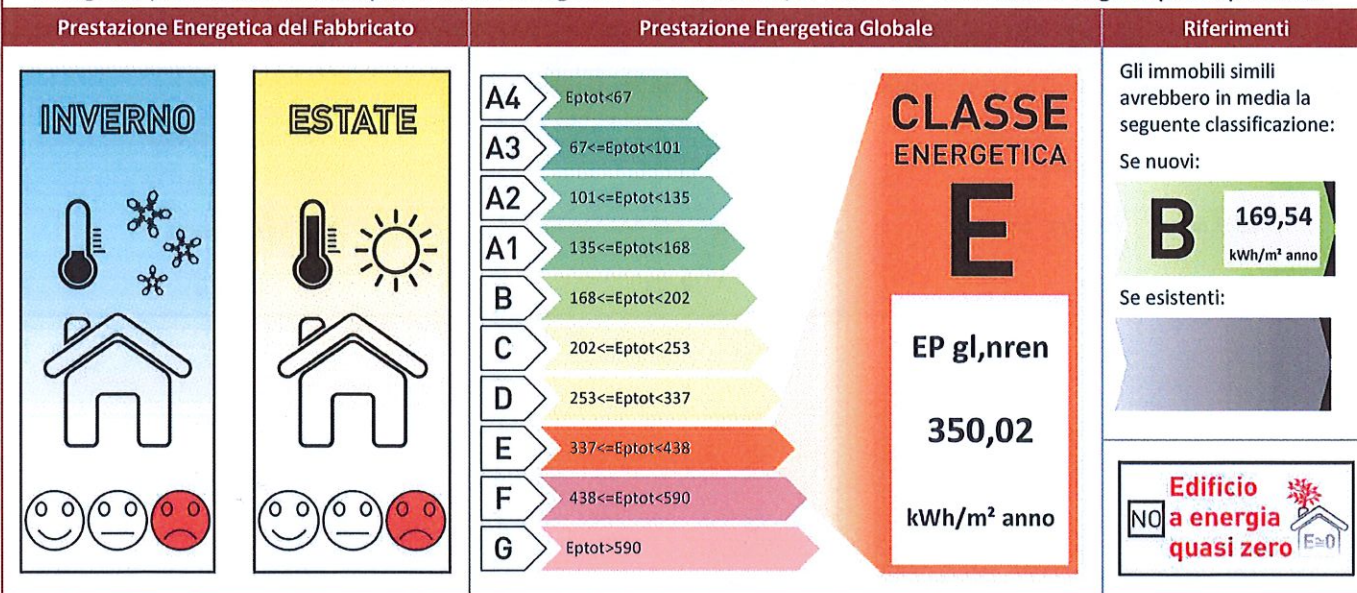 Prestazione Energetica del Fabbricato
Prestazione Energetica Globale
Riferimenti
INVERNO
ESTATE
A4
Eptot<67
A3
67<=Eptot<101
A2
101<=Eptot<135
A1
135<=Eptot<168
B
168<=Eptot<202
C
202<=Eptot<253
D
253<=Eptot<337
E
337<=Eptot<438
F
438<=Eptot<590
G
Eptot>590
CLASSE
ENERGETICA
E
EP gl,nren
350,02
kWh/m² anno
Gli immobili simili
avrebbero in media la
seguente classificazione:
Se nuovi:
B
169,54
kWh/m² anno
Se esistenti:
NO
Edificio
a energia
quasi zero
E≃0